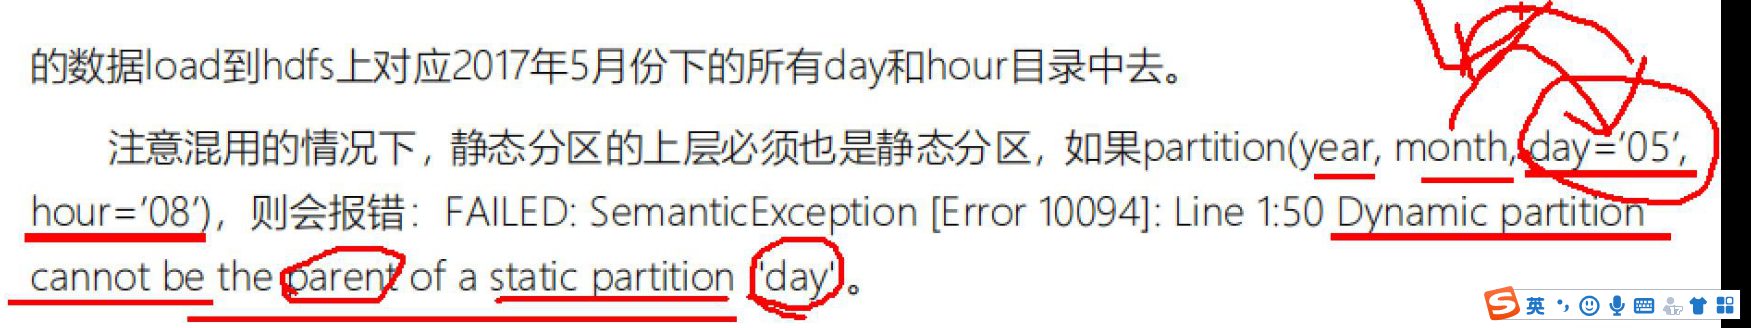 的数据load到hdfs上对应2017年5月份下的所有day和hour目录中去。
注意混用的情况下，静态分区的上层必须也是静态分区，如果partition(year, month, day=‘05’,
hour=‘08’)，则会报错：FAILED: SemanticException [Error 10094]: Line 1:50 Dynamic partition
cannot be the parent of a static partition 'day'。
英